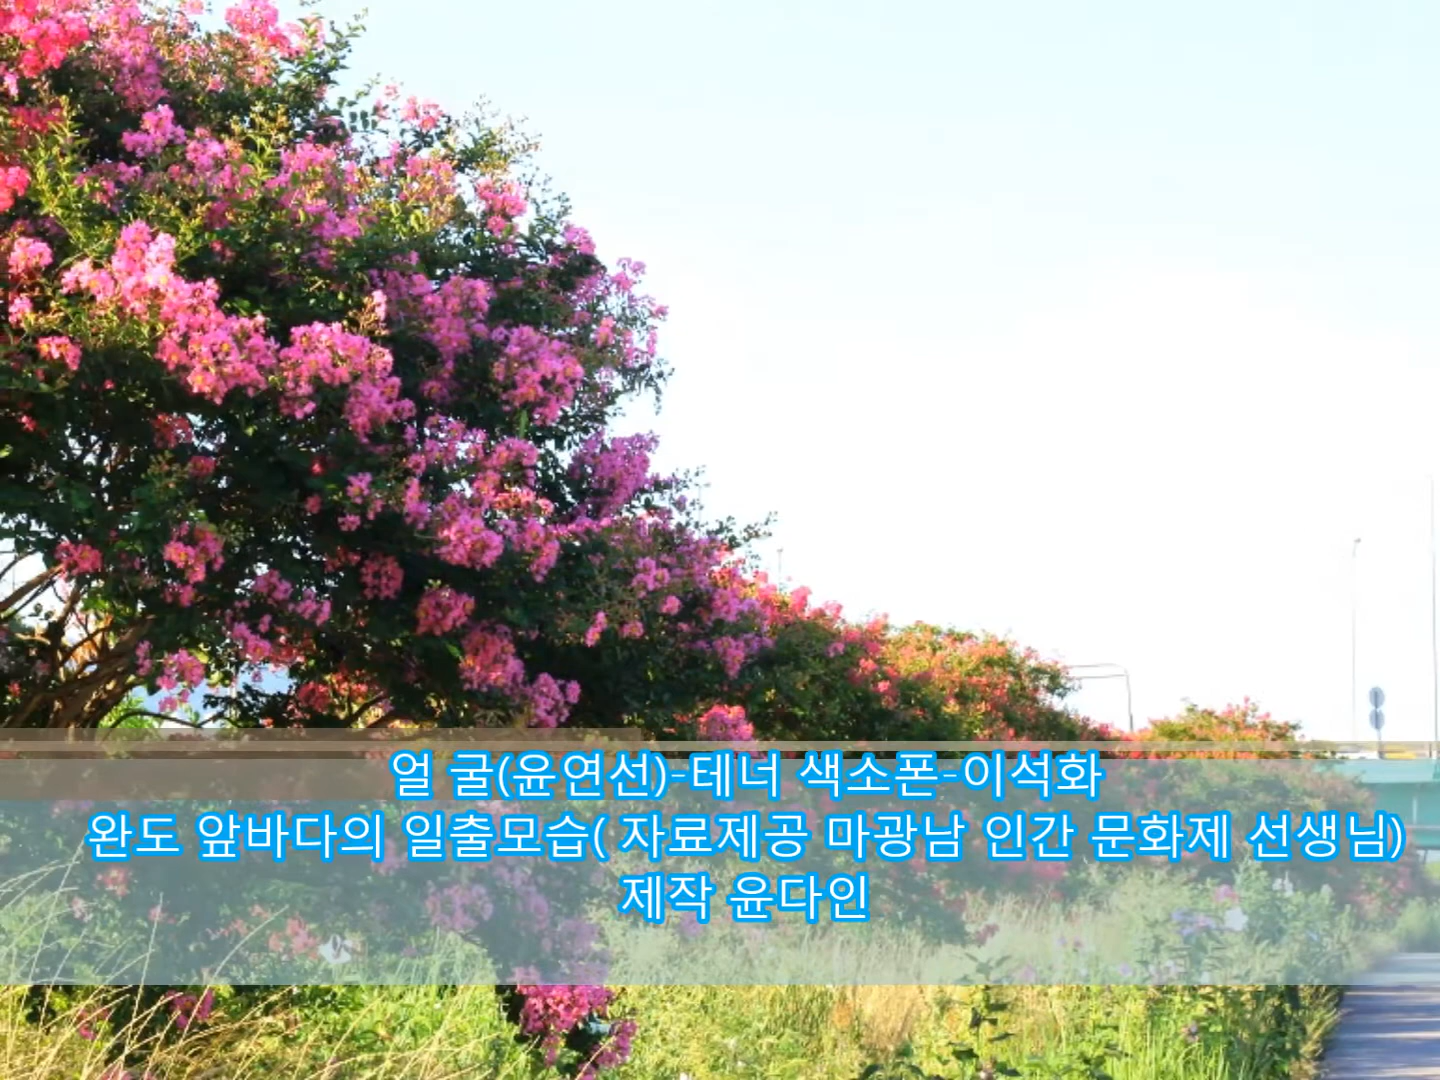 얼 굴(윤연선)-테너 색소폰-이석화
완도 앞바다의 일출모습( 자료제공 마광남 인간 문화제 선생님)
제작 윤다인